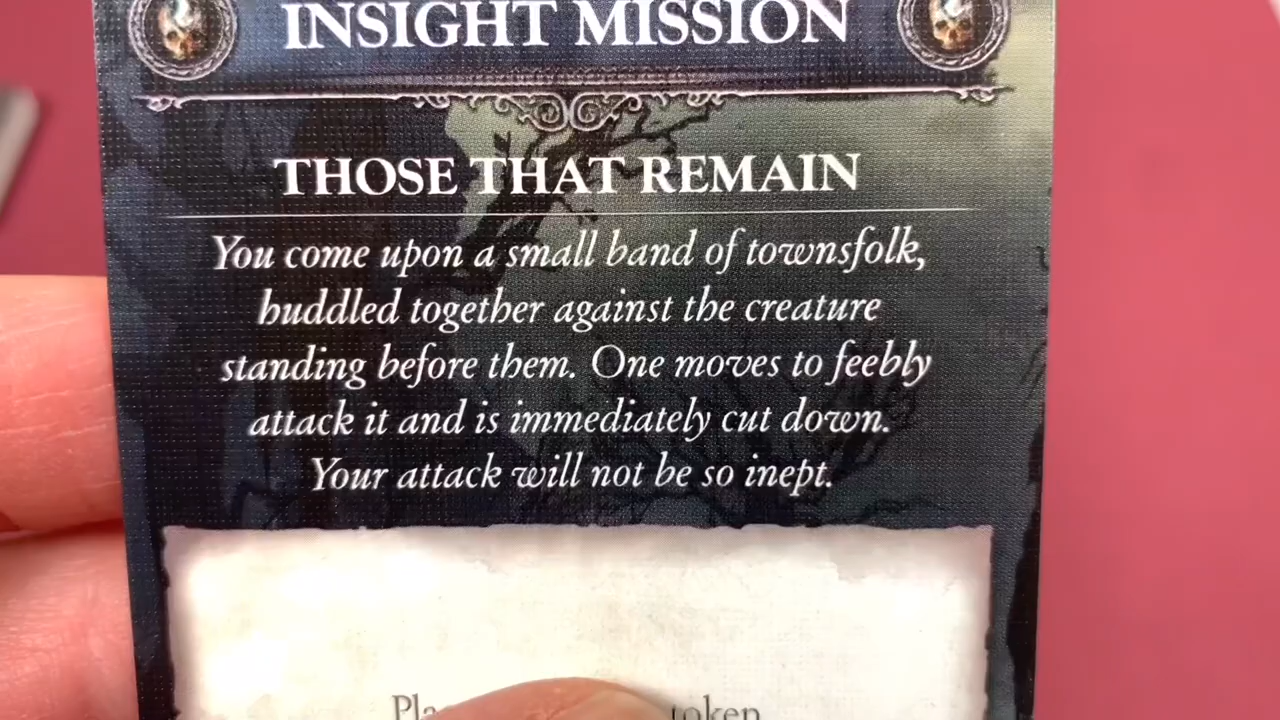 INSIGHT MISSION
THOSE THAT REMAIN
You come upon a small band of townsfolk,
huddled together against the creature
standing before them. One moves to feebly
attack it and is immediately cut down.
Your attack will not be so inept.
token